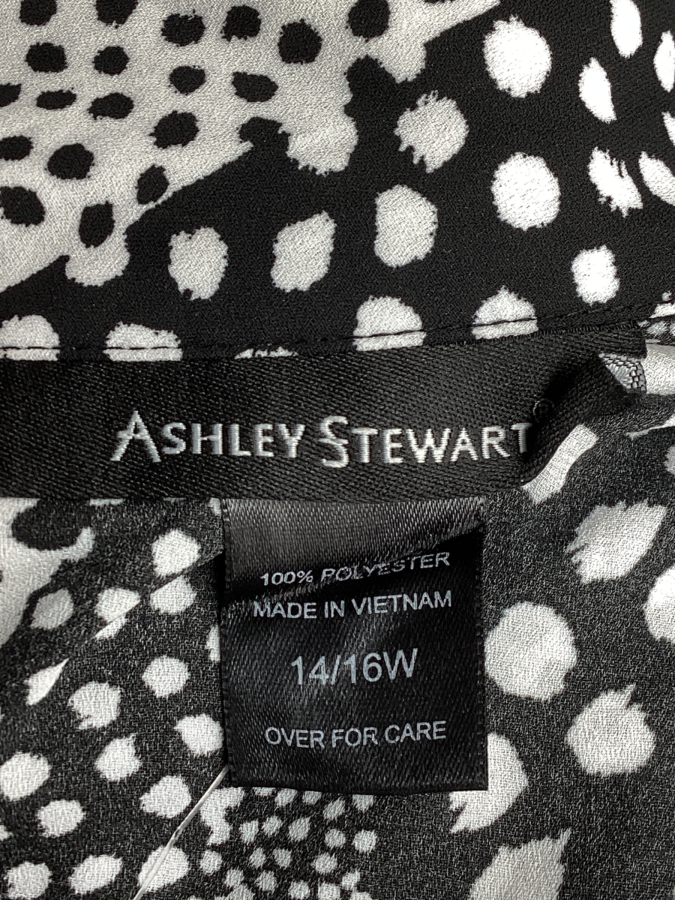 ASHLEY STEWART
100% POLYESTER
MADE IN VIETNAM
14/16W
OVER FOR CARE